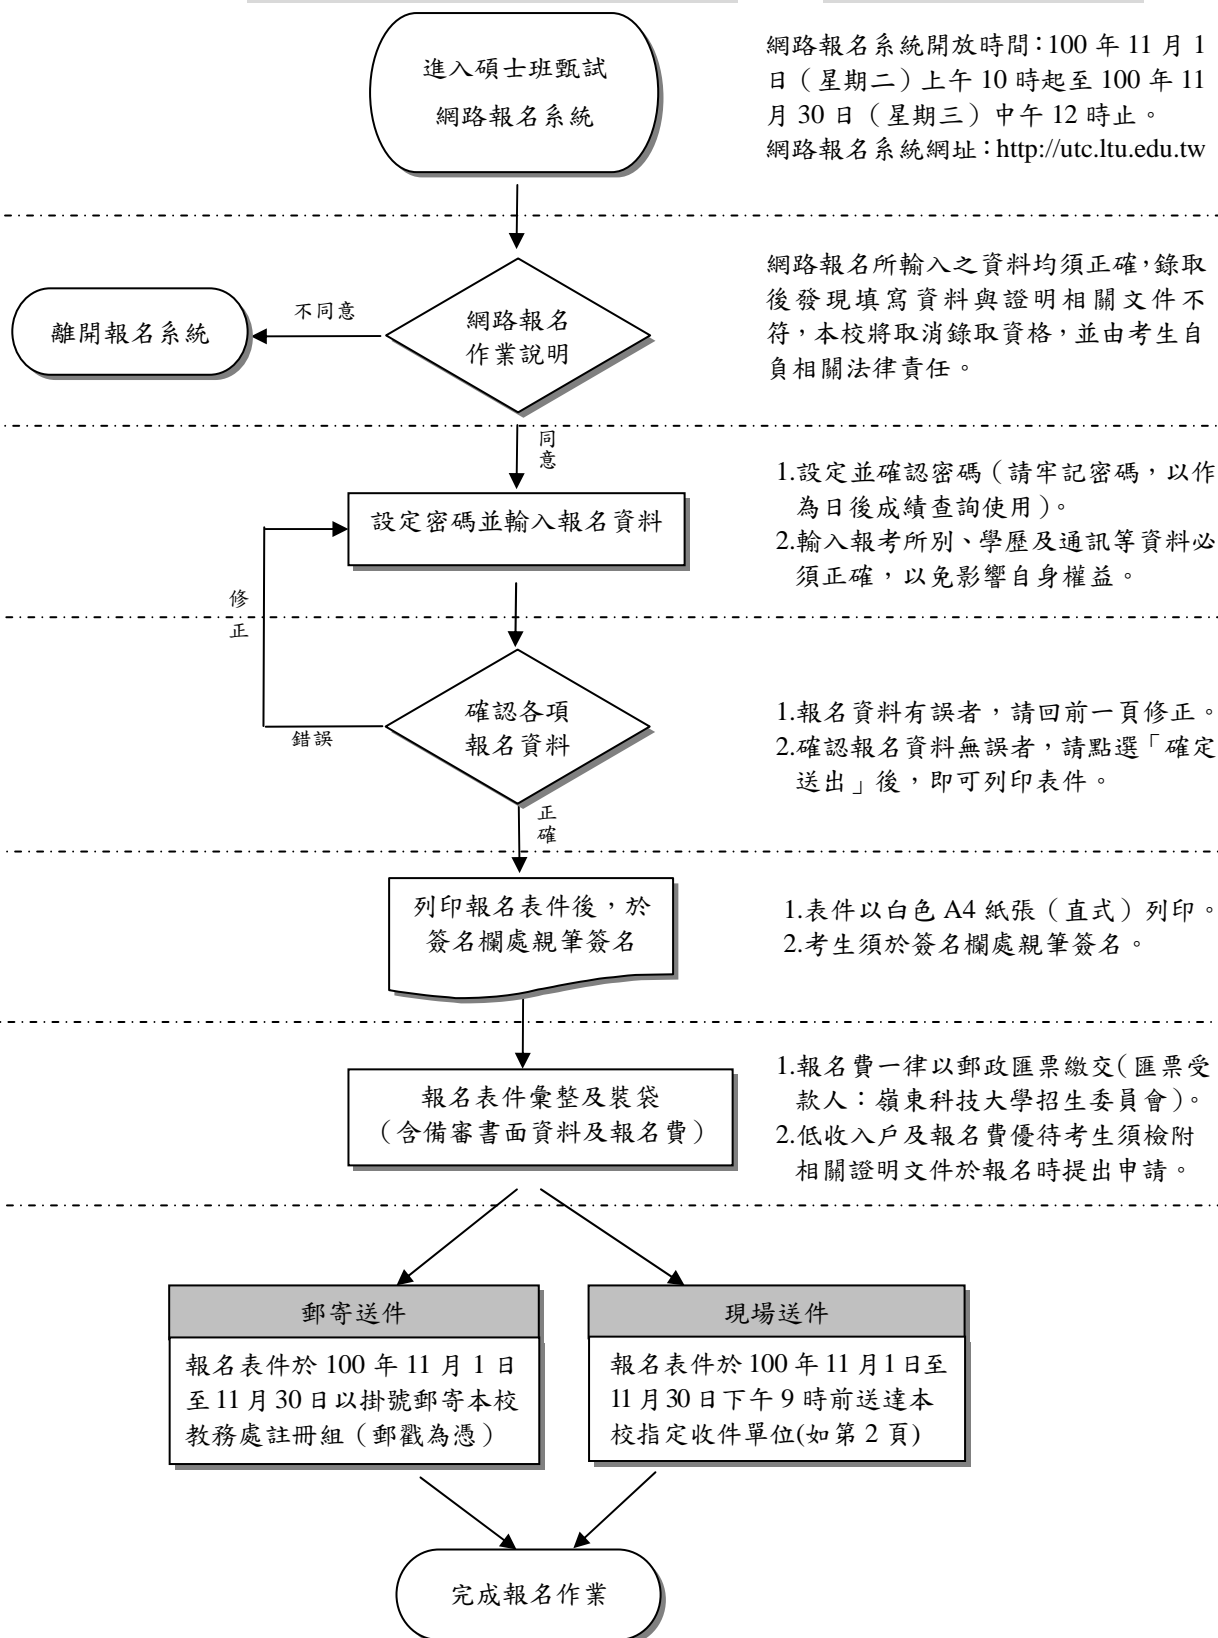 進入碩士班甄試
網路報名系統
網路報名系統開放時間：100 年 11 月 1
日（星期二）上午 10 時起至 100 年 11
月 30 日（星期三）中午 12 時止。
網路報名系統網址：http://utc.ltu.edu.tw
離開報名系統
不同意
網路報名
作業說明
網路報名所輸入之資料均須正確，錄取
後發現填寫資料與證明相關文件不
符，本校將取消錄取資格，並由考生自
負相關法律責任。
同
意
設定密碼並輸入報名資料
1.設定並確認密碼（請牢記密碼，以作
為日後成績查詢使用）。
2.輸入報考所別、學歷及通訊等資料必
須正確，以免影響自身權益。
修
正
確認各項
報名資料
錯誤
1.報名資料有誤者，請回前一頁修正。
2.確認報名資料無誤者，請點選「確定
送出」後，即可列印表件。
正
確
列印報名表件後，於
簽名欄處親筆簽名
1.表件以白色 A4 紙張（直式）列印。
2.考生須於簽名欄處親筆簽名。
報名表件彙整及裝袋
（含備審書面資料及報名費）
1.報名費一律以郵政匯票繳交（匯票受
款人：嶺東科技大學招生委員會）。
2.低收入戶及報名費優待考生須檢附
相關證明文件於報名時提出申請。
郵寄送件
報名表件於 100 年 11 月 1 日
至 11 月 30 日以掛號郵寄本校
教務處註冊組（郵戳為憑）
現場送件
報名表件於 100 年 11 月 1 日至
11 月 30 日下午 9 時前送達本
校指定收件單位(如第 2 頁)
完成報名作業